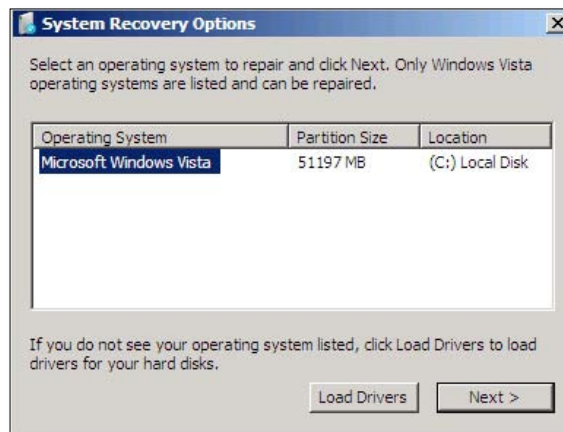 System Recovery Options
Select an operating system to repair and click Next. Only Windows Vista
operating systems are listed and can be repaired.
Operating System Partition Size Location
Microsoft Windows Vista 51197 MB (C:) Local Disk
If you do not see your operating system listed, click Load Drivers to load
drivers for your hard disks.
Load Drivers Next >